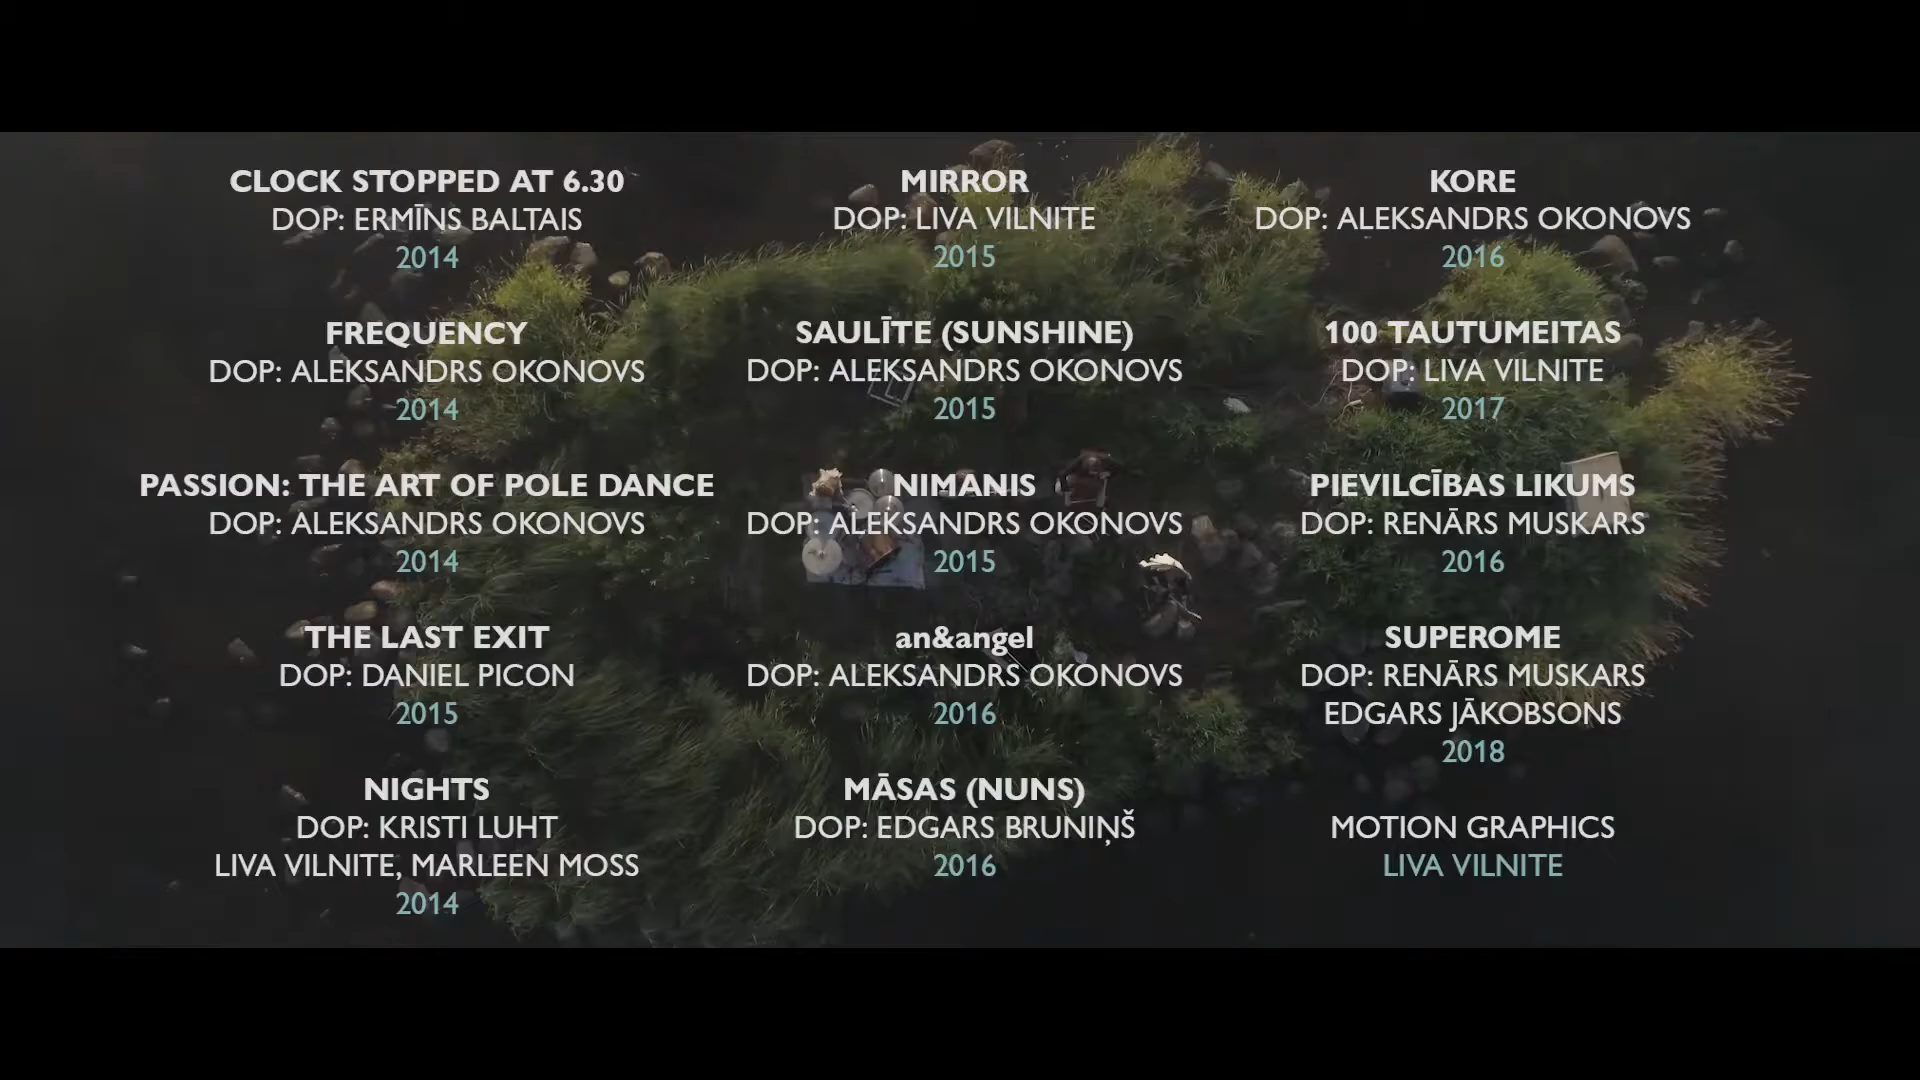 CLOCK STOPPED AT 6.30
DOP: ERMĪNS BALTAIS
2014
FREQUENCY
DOP: ALEKSANDRS OKONOVS
2014
PASSION: THE ART OF POLE DANCE
DOP: ALEKSANDRS OKONOVS
2014
THE LAST EXIT
DOP: DANIEL PICON
2015
NIGHTS
DOP: KRISTI LUHT
LIVA VILNITE, MARLEEN MOSS
2014
MIRROR
DOP: LIVA VILNITE
2015
SAULĪTE (SUNSHINE)
DOP: ALEKSANDRS OKONOVS
2015
NIMANIS
DOP: ALEKSANDRS OKONOVS
2015
an&angel
DOP: ALEKSANDRS OKONOVS
2016
MĀSAS (NUNS)
DOP: EDGARS BRUNIŅŠ
2016
KORE
DOP: ALEKSANDRS OKONOVS
2016
100 TAUTUMEITAS
DOP: LIVA VILNITE
2017
PIEVILCĪBAS LIKUMS
DOP: RENĀRS MUSKARS
2016
SUPEROME
DOP: RENĀRS MUSKARS
EDGARS JĀKOBSONS
2018
MOTION GRAPHICS
LIVA VILNITE